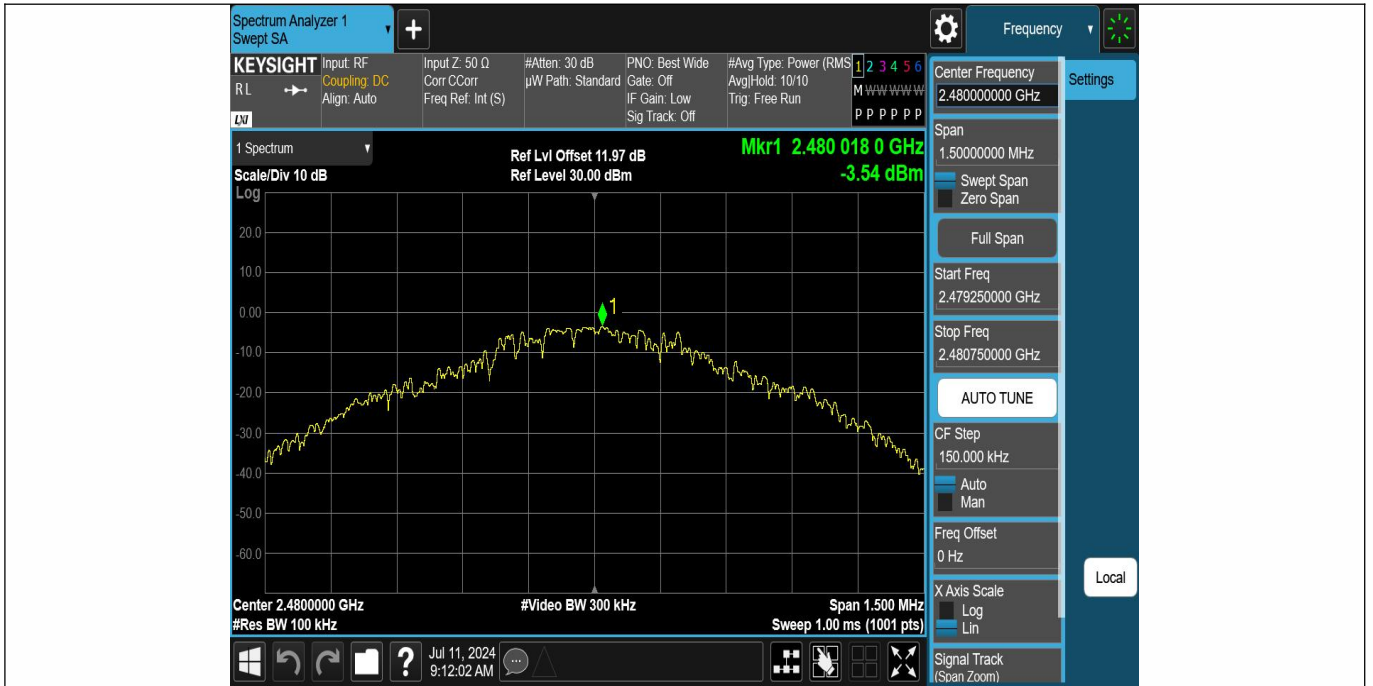 Spectrum Analyzer 1
Swept SA
Frequency
KEYSIGHT
R L
LXI
Input: RF
Coupling: DC
Align: Auto
Input Z: 50 Ω
Corr CCorr
Freq Ref: Int (S)
#Atten: 30 dB
µW Path: Standard
PNO: Best Wide
Gate: Off
IF Gain: Low
Sig Track: Off
#Avg Type: Power (RMS
Avg|Hold: 10/10
Trig: Free Run
1 2 3 4 5 6
M W W W W W
P P P P P P
1 Spectrum
Scale/Div 10 dB
Ref Lvl Offset 11.97 dB
Ref Level 30.00 dBm
Mkr1 2.480 018 0 GHz
-3.54 dBm
Log
20.0
10.0
0.00
-10.0
-20.0
-30.0
-40.0
-50.0
-60.0
1
Center 2.4800000 GHz
#Res BW 100 kHz
#Video BW 300 kHz
Span 1.500 MHz
Sweep 1.00 ms (1001 pts)
Jul 11, 2024
9:12:02 AM
Center Frequency
2.480000000 GHz
Settings
Span
1.50000000 MHz
Swept Span
Zero Span
Full Span
Start Freq
2.479250000 GHz
Stop Freq
2.480750000 GHz
AUTO TUNE
CF Step
150.000 kHz
Auto
Man
Freq Offset
0 Hz
Local
X Axis Scale
Log
Lin
Signal Track
(Span Zoom)